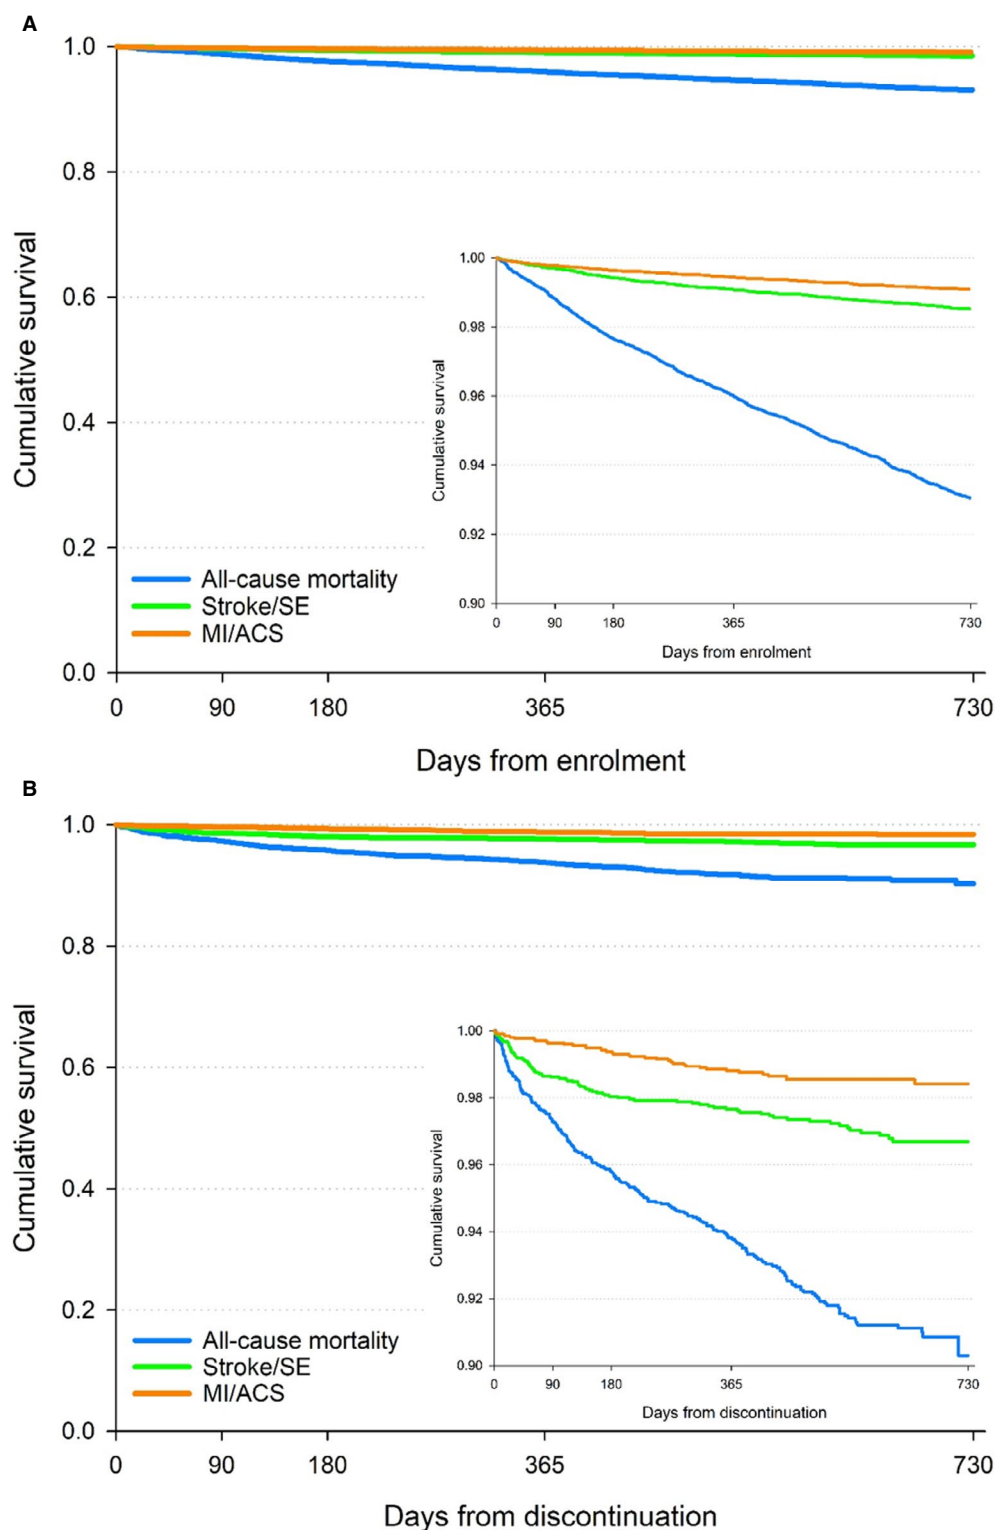 A
1.0
0.8
0.6
0.4
0.2
0.0
Cumulative survival
All-cause mortality
Stroke/SE
MI/ACS
0 90 180 365 730
Days from enrolment
1.00
0.98
0.96
0.94
0.92
0.90
Cumulative survival
0 90 180 365 730
Days from enrolment
B
1.0
0.8
0.6
0.4
0.2
0.0
Cumulative survival
All-cause mortality
Stroke/SE
MI/ACS
0 90 180 365 730
Days from discontinuation
1.00
0.98
0.96
0.94
0.92
0.90
Cumulative survival
0 90 180 365 730
Days from discontinuation